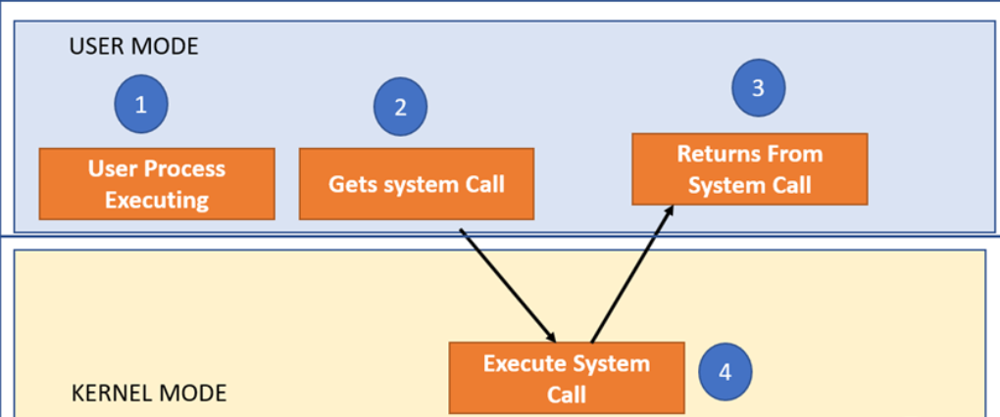 USER MODE
1
2
3
User Process
Executing
Gets system Call
Returns From
System Call
Execute System
Call
4
KERNEL MODE